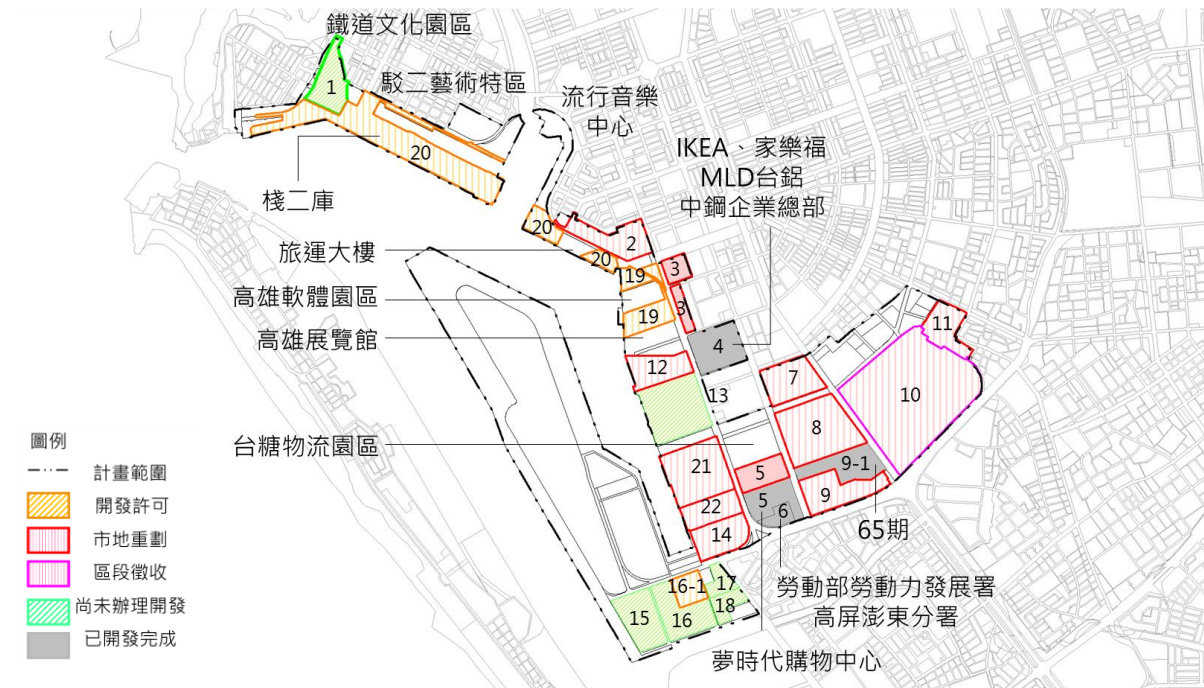 鐵道文化園區
駁二藝術特區
流行音樂
中心
IKEA、家樂福
MLD台鋁
中鋼企業總部
1
20
棧二庫
20
2
旅運大樓
20
19
3
高雄軟體園區
19
3
高雄展覽館
4
11
12
7
13
10
台糖物流園區
8
21
5
9-1
22
5
6
9
14
65期
16-1
17
勞動部勞動力發展署
高屏澎東分署
15
16
18
夢時代購物中心
圖例
計畫範圍
開發許可
市地重劃
區段徵收
尚未辦理開發
已開發完成